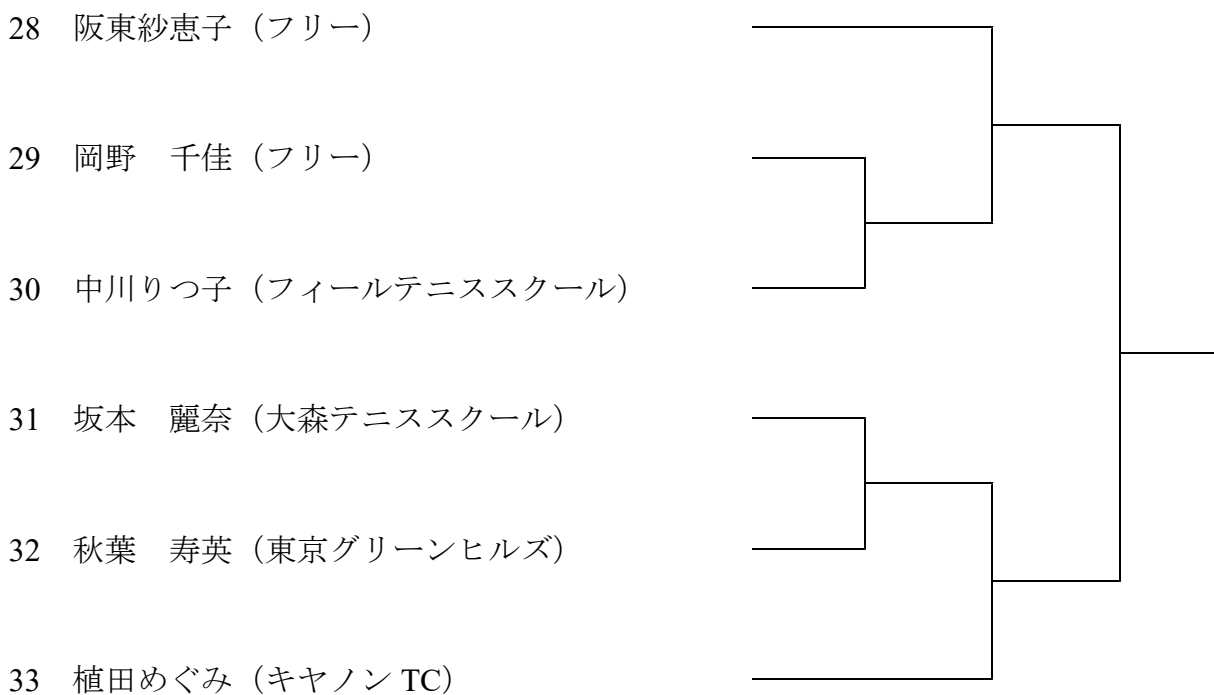 28 阪東紗恵子（フリー）
29 岡野　千佳（フリー）
30 中川りつ子（フィールテニススクール）
31 坂本　麗奈（大森テニススクール）
32 秋葉　寿英（東京グリーンヒルズ）
33 植田めぐみ（キヤノン TC）